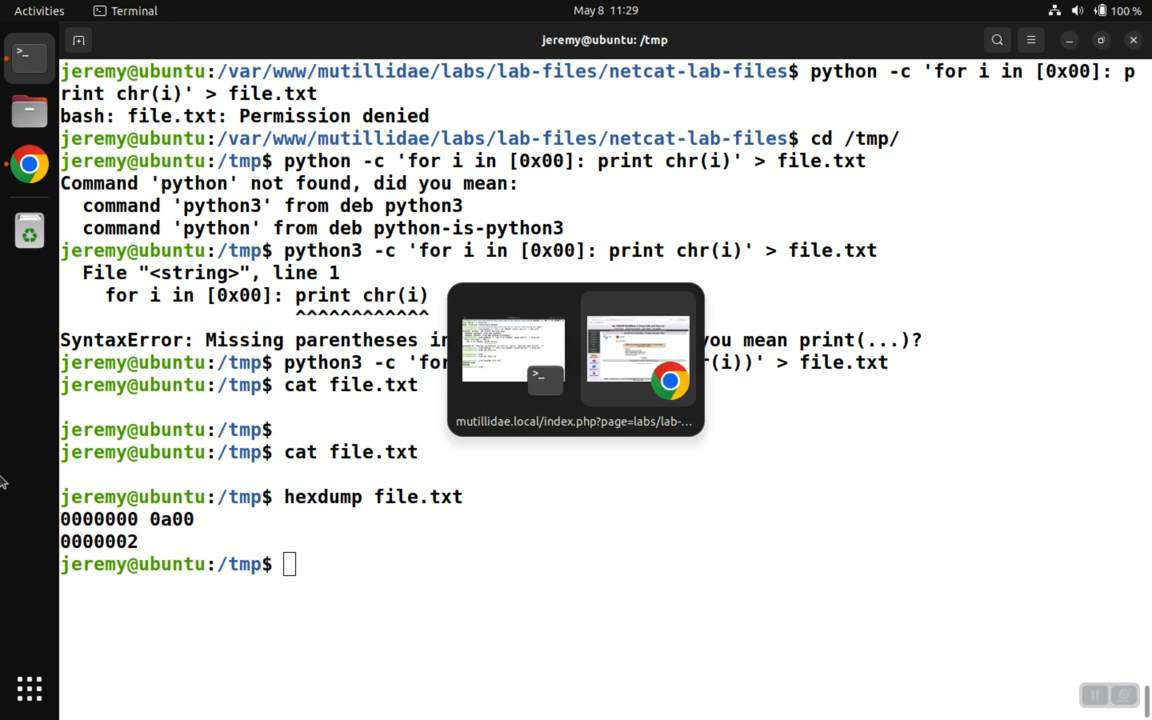 Activities
Terminal
May 8 11:29
100 %
jeremy@ubuntu: /tmp
jeremy@ubuntu:/var/www/mutillidae/labs/lab-files/netcat-lab-files$ python -c 'for i in [0x00]: p
rint chr(i)' > file.txt
bash: file.txt: Permission denied
jeremy@ubuntu:/var/www/mutillidae/labs/lab-files/netcat-lab-files$ cd /tmp/
jeremy@ubuntu:/tmp$ python -c 'for i in [0x00]: print chr(i)' > file.txt
Command 'python' not found, did you mean:
command 'python3' from deb python3
command 'python' from deb python-is-python3
jeremy@ubuntu:/tmp$ python3 -c 'for i in [0x00]: print chr(i)' > file.txt
File "<string>", line 1
for i in [0x00]: print chr(i)
^^^^^^^^^^^^
SyntaxError: Missing parentheses in you mean print(...)?
jeremy@ubuntu:/tmp$ python3 -c 'for r(i))' > file.txt
jeremy@ubuntu:/tmp$ cat file.txt
mutillidae.local/index.php?page=labs/lab-...
jeremy@ubuntu:/tmp$
jeremy@ubuntu:/tmp$ cat file.txt
jeremy@ubuntu:/tmp$ hexdump file.txt
0000000 0a00
0000002
jeremy@ubuntu:/tmp$